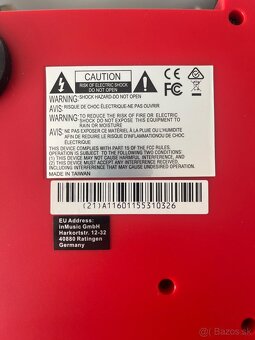 CAUTION
RISK OF ELECTRIC SHOCK
DO NOT OPEN
WARNING: SHOCK HAZARD-DO NOT OPEN
AVIS: RISQUE DE CHOC ÉLECTRIQUE-NE PAS OUVRIR
WARNING: TO REDUCE THE RISK OF FIRE OR ELECTRIC
SHOCK DO NOT EXPOSE THIS EQUIPMENT TO
RAIN OR MOISTURE
AVIS: NE PAS EXPOSER CE MATÉRIEL À LA PLUIE OU L'HUMIDITÉ
AFIN DE RÉDUIRE LE RISQUE D'INFLAMMATION OU DE CHOC
ÉLECTRIQUE
THIS DEVICE COMPLIES WITH PART 15 OF THE FCC RULES.
OPERATION IS SUBJECT TO THE FOLLOWING TWO CONDITIONS:
(1) THIS DEVICE MAY NOT CAUSE HARMFUL INTERFERENCE, AND
(2) THIS DEVICE MUST ACCEPT ANY INTERFERENCE RECEIVED,
INCLUDING INTERFERENCE THAT MAY CAUSE UNDESIRED OPERATION.
MADE IN TAIWAN
(21)A11601155310326
EU Address:
inMusic GmbH
Harkortstr. 12-32
40880 Ratingen
Germany
bazos.sk